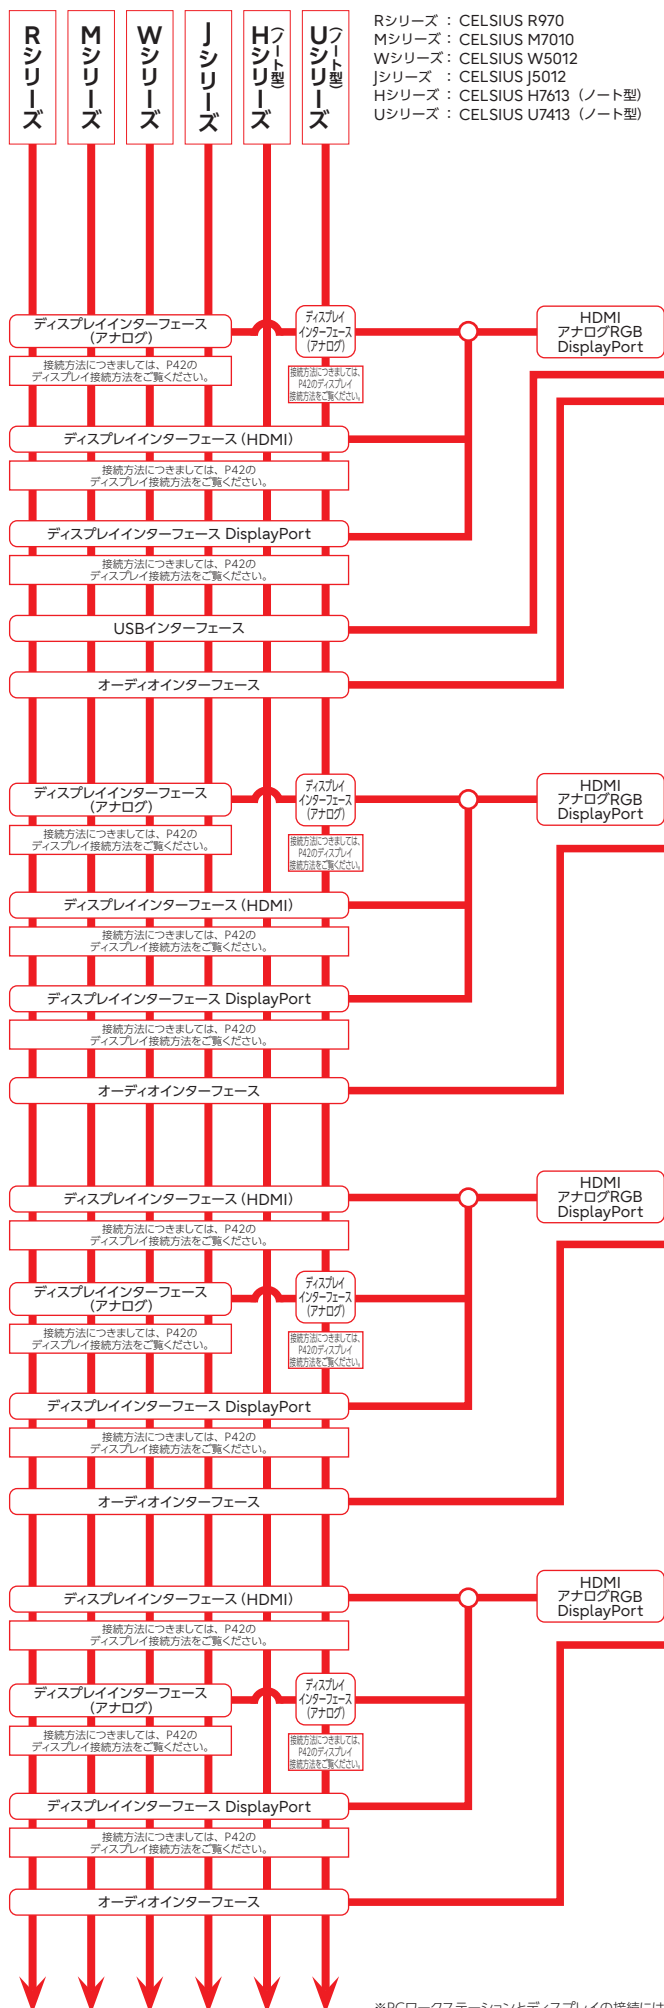 Rシリーズ
Mシリーズ
Wシリーズ
Jシリーズ
Hシリーズ
(ノート型)
Uシリーズ
(ノート型)
Rシリーズ ： CELSIUS R970
Mシリーズ： CELSIUS M7010
Wシリーズ： CELSIUS W5012
Jシリーズ ： CELSIUS J5012
Hシリーズ： CELSIUS H7613（ノート型）
Uシリーズ： CELSIUS U7413（ノート型）
ディスプレイインターフェース
(アナログ)
ディスプレイ
インターフェース
(アナログ)
HDMI
アナログRGB
DisplayPort
接続方法につきましては、P42の
ディスプレイ接続方法をご覧ください。
接続方法につきましては、
P42のディスプレイ
接続方法をご覧ください。
ディスプレイインターフェース (HDMI)
接続方法につきましては、P42の
ディスプレイ接続方法をご覧ください。
ディスプレイインターフェース DisplayPort
接続方法につきましては、P42の
ディスプレイ接続方法をご覧ください。
USBインターフェース
オーディオインターフェース
ディスプレイインターフェース
(アナログ)
ディスプレイ
インターフェース
(アナログ)
HDMI
アナログRGB
DisplayPort
接続方法につきましては、P42の
ディスプレイ接続方法をご覧ください。
接続方法につきましては、
P42のディスプレイ
接続方法をご覧ください。
ディスプレイインターフェース (HDMI)
接続方法につきましては、P42の
ディスプレイ接続方法をご覧ください。
ディスプレイインターフェース DisplayPort
接続方法につきましては、P42の
ディスプレイ接続方法をご覧ください。
オーディオインターフェース
ディスプレイインターフェース (HDMI)
HDMI
アナログRGB
DisplayPort
接続方法につきましては、P42の
ディスプレイ接続方法をご覧ください。
ディスプレイインターフェース
(アナログ)
ディスプレイ
インターフェース
(アナログ)
接続方法につきましては、P42の
ディスプレイ接続方法をご覧ください。
接続方法につきましては、
P42のディスプレイ
接続方法をご覧ください。
ディスプレイインターフェース DisplayPort
接続方法につきましては、P42の
ディスプレイ接続方法をご覧ください。
オーディオインターフェース
ディスプレイインターフェース (HDMI)
HDMI
アナログRGB
DisplayPort
接続方法につきましては、P42の
ディスプレイ接続方法をご覧ください。
ディスプレイインターフェース
(アナログ)
ディスプレイ
インターフェース
(アナログ)
接続方法につきましては、P42の
ディスプレイ接続方法をご覧ください。
接続方法につきましては、
P42のディスプレイ
接続方法をご覧ください。
ディスプレイインターフェース DisplayPort
接続方法につきましては、P42の
ディスプレイ接続方法をご覧ください。
オーディオインターフェース
※PCワークステーションとディスプレイの接続には